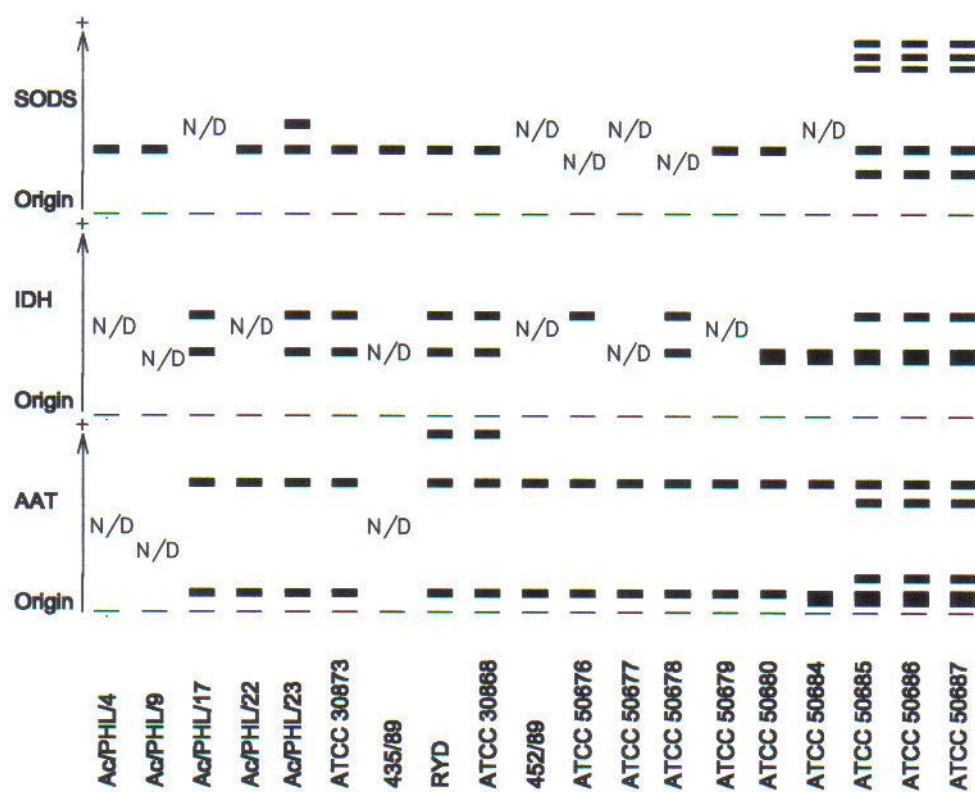 +
SODS
N/D N/D N/D N/D
N/D N/D
Origin
+
IDH
N/D N/D N/D N/D
N/D N/D N/D
Origin
+
AAT
N/D N/D
N/D
Origin
Ac/PHL/4
Ac/PHL/9
Ac/PHL/17
Ac/PHL/22
Ac/PHL/23
ATCC 30873
435/89
RYD
ATCC 30868
452/89
ATCC 50676
ATCC 50677
ATCC 50678
ATCC 50679
ATCC 50680
ATCC 50684
ATCC 50685
ATCC 50686
ATCC 50687